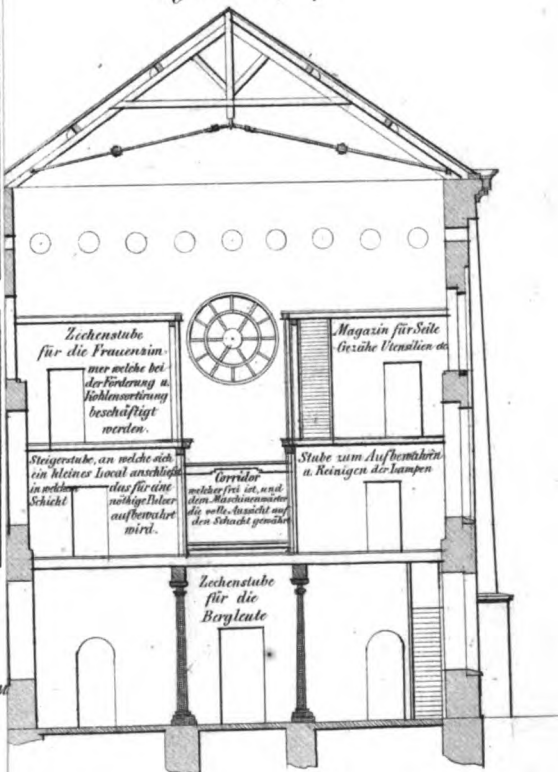 Zechenstube
für die Frauenzim-
mer welche bei
der Förderung u.
Kohlensortirung
beschäftigt
werden.
Magazin für Seile
Gezähe Utensilien etc.
Steigerstube, an welche sich
ein kleines Local anschließt
in welchem das für eine
Schicht nöthige Pulver
aufbewahrt
wird.
Corridor
welcher frei ist, und
dem Maschinenwärter
die volle Aussicht auf
den Schacht gewährt
Stube zum Aufbewahren
u. Reinigen der Lampen
Zechenstube
für die
Bergleute